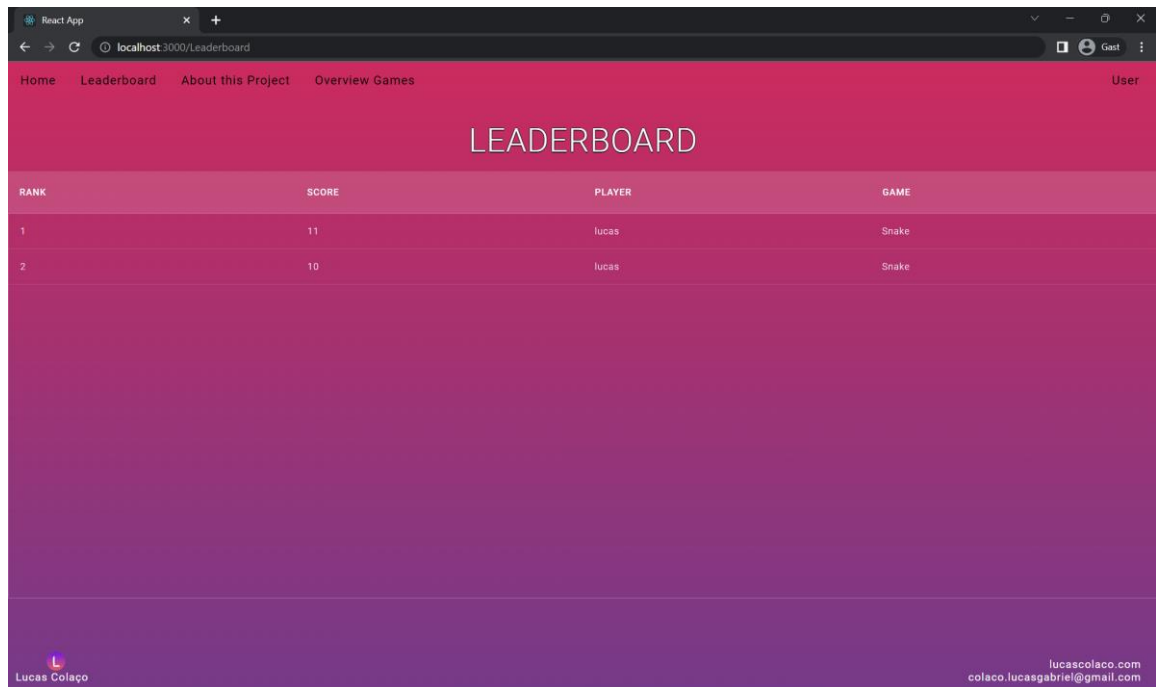 React App
localhost:3000/Leaderboard
Gast
Home Leaderboard About this Project Overview Games User
LEADERBOARD
RANK SCORE PLAYER GAME
1 11 lucas Snake
2 10 lucas Snake
L
Lucas Colaço
lucascolaco.com
colaco.lucasgabriel@gmail.com